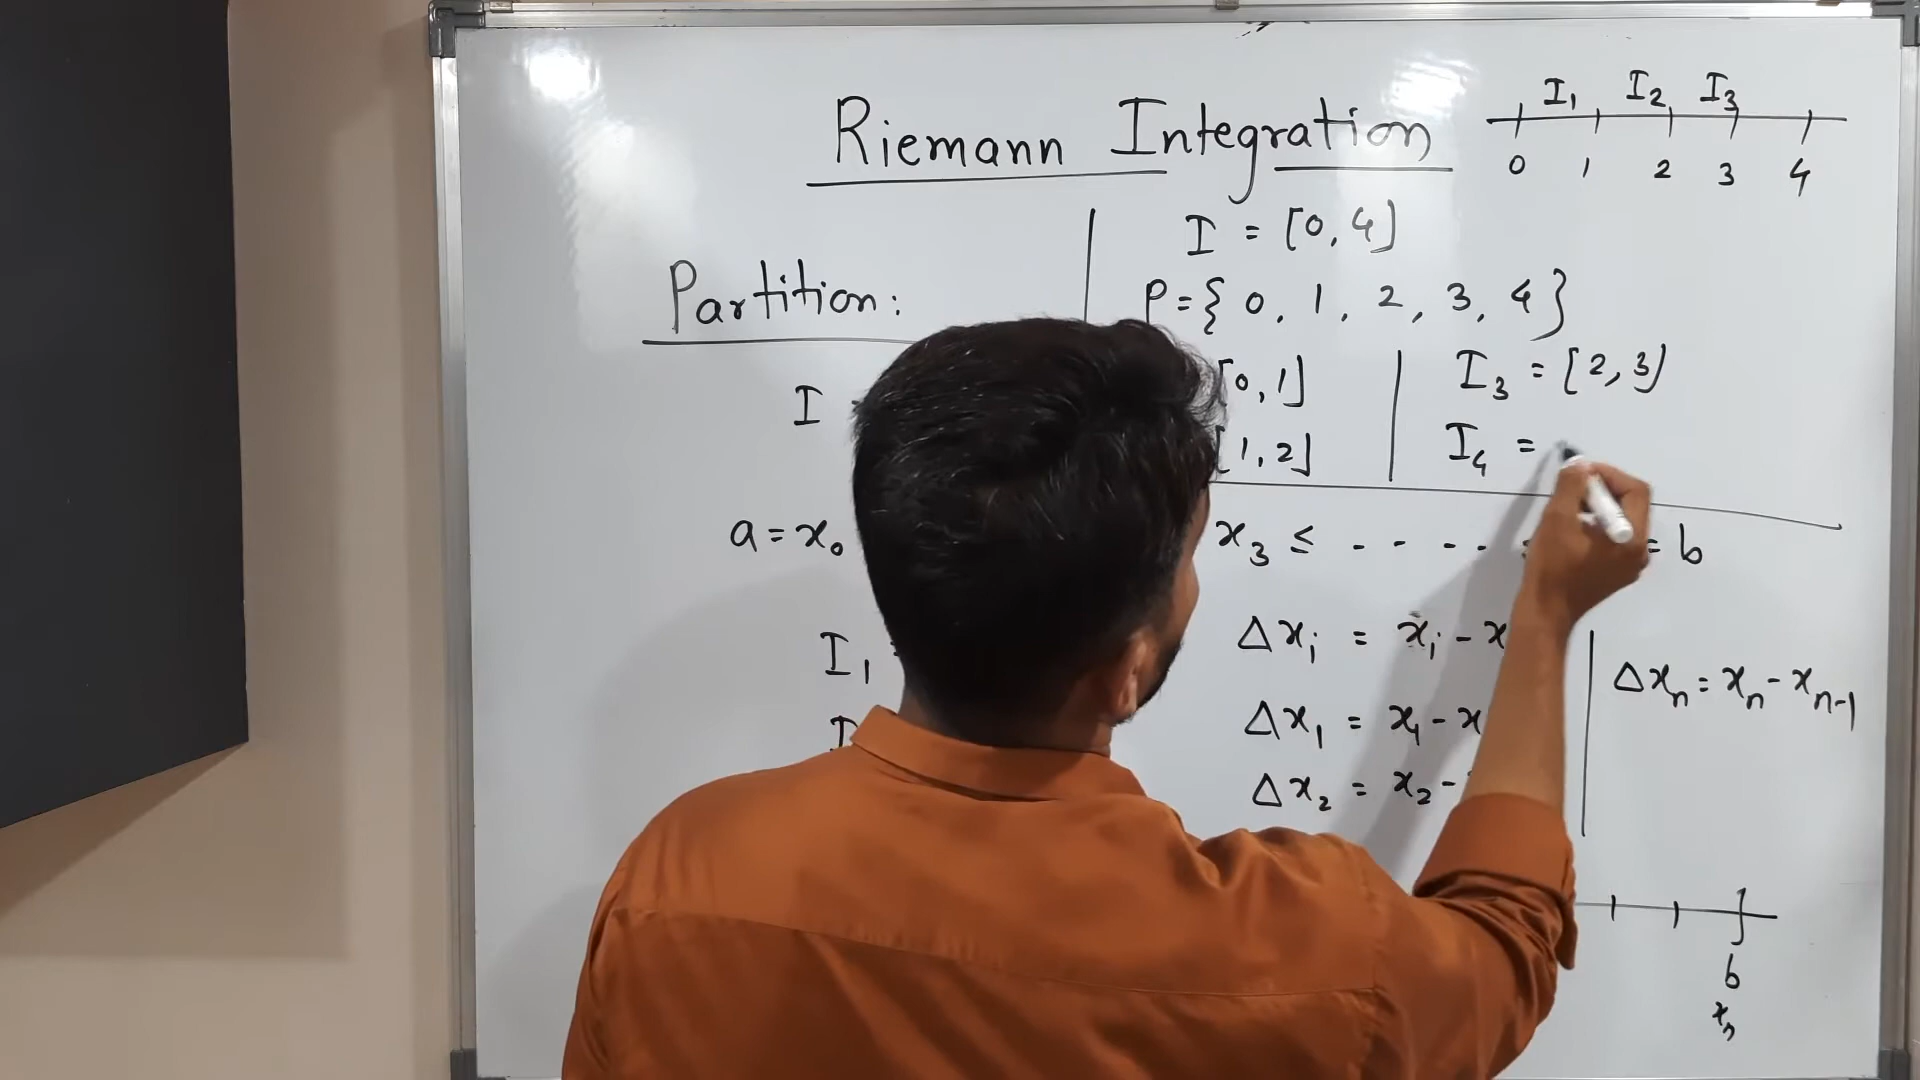 Riemann Integration
I₁ I₂ I₃
0 1 2 3 4
I = [0, 4]
Partition:
P = { 0, 1, 2, 3, 4 }
I
[0, 1]
I₃ = [2, 3]
[1, 2]
I₄ =
a = x₀
x₃ ≤ - - - -
= b
I₁
Δxᵢ = xᵢ - x
Δxₙ = xₙ - xₙ₋₁
Δx₁ = x₁ - x
Δx₂ = x₂ -
b
xₙ